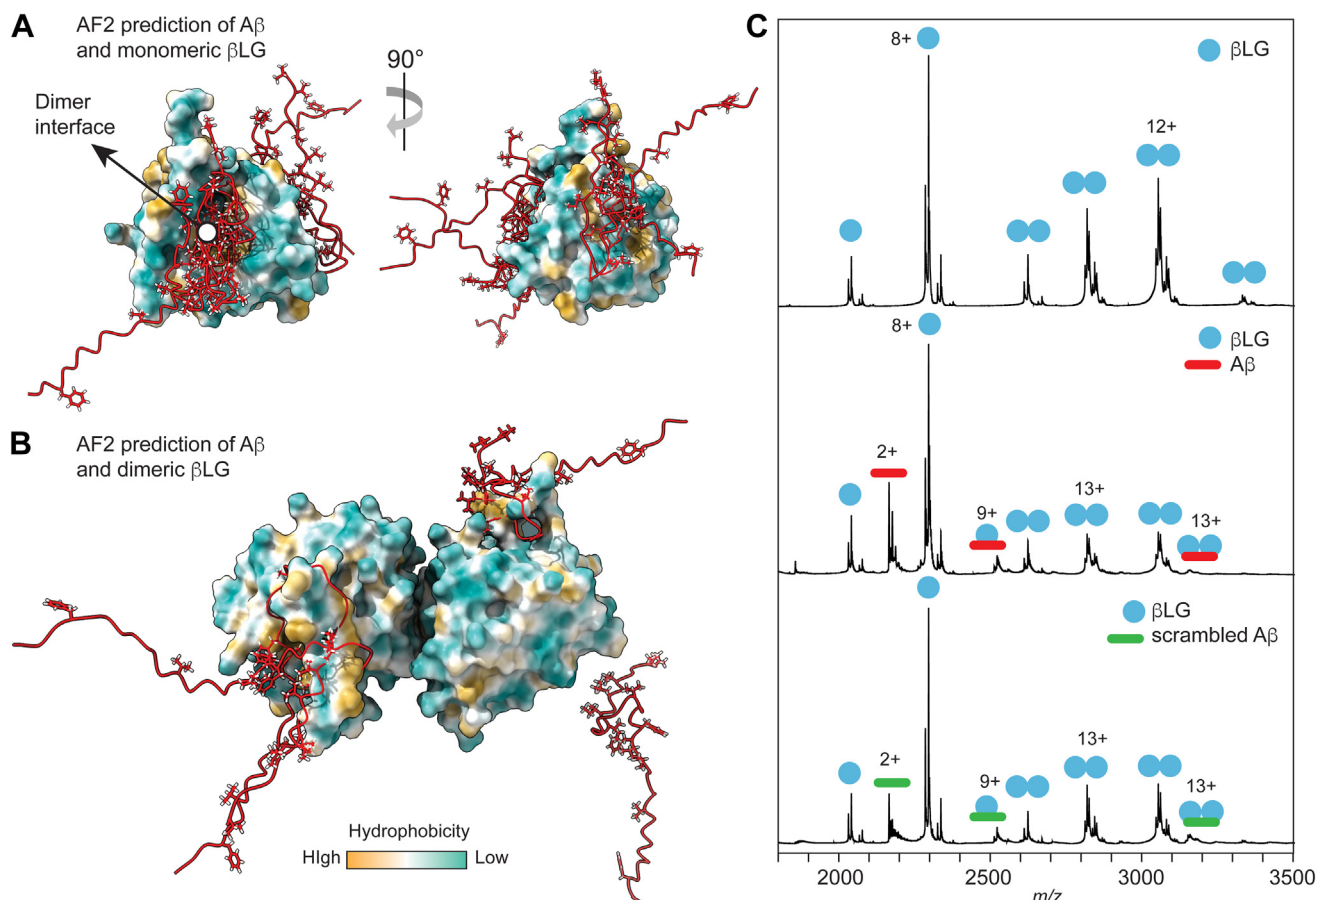 A
AF2 prediction of Aβ
and monomeric βLG
Dimer
interface
90°
B
AF2 prediction of Aβ
and dimeric βLG
Hydrophobicity
HIgh
Low
C
8+
βLG
12+
8+
βLG
Aβ
2+
9+
13+
13+
βLG
scrambled Aβ
2+
9+
13+
13+
2000
2500
3000
3500
m/z